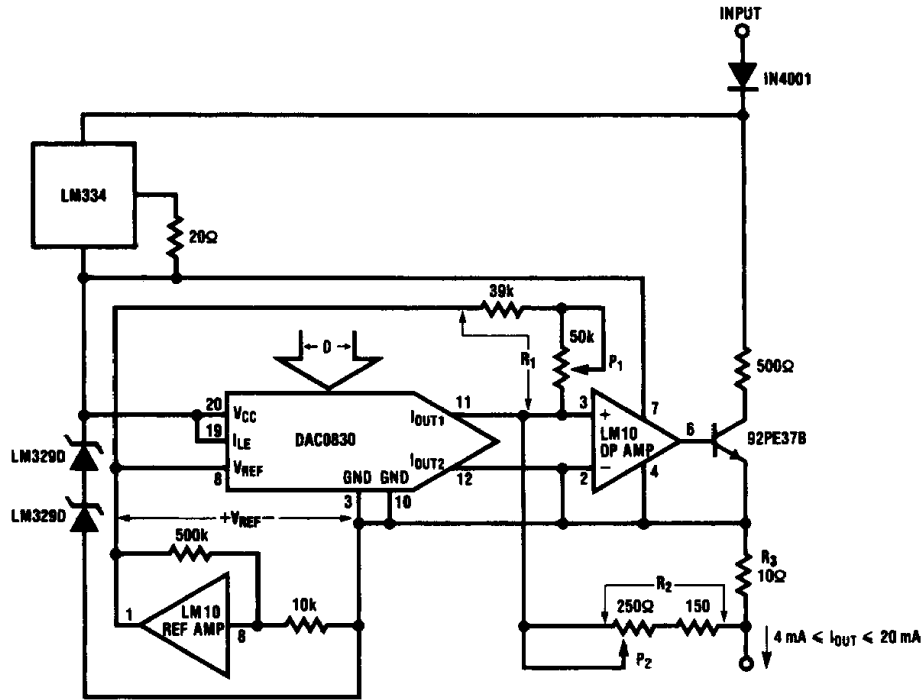 INPUT
IN4001
LM334
20Ω
39k
50k
P1
R1
500Ω
D
20 VCC
19 ILE
8 VREF
DAC0830
IOUT1 11
IOUT2 12
GND GND
3 10
LM329D
LM329D
+VREF
3 +
2 −
LM10
OP AMP
7
6
4
92PE37B
500k
1
LM10
REF AMP
8
10k
R2
250Ω
150
P2
R3
10Ω
4 mA ≤ IOUT ≤ 20 mA